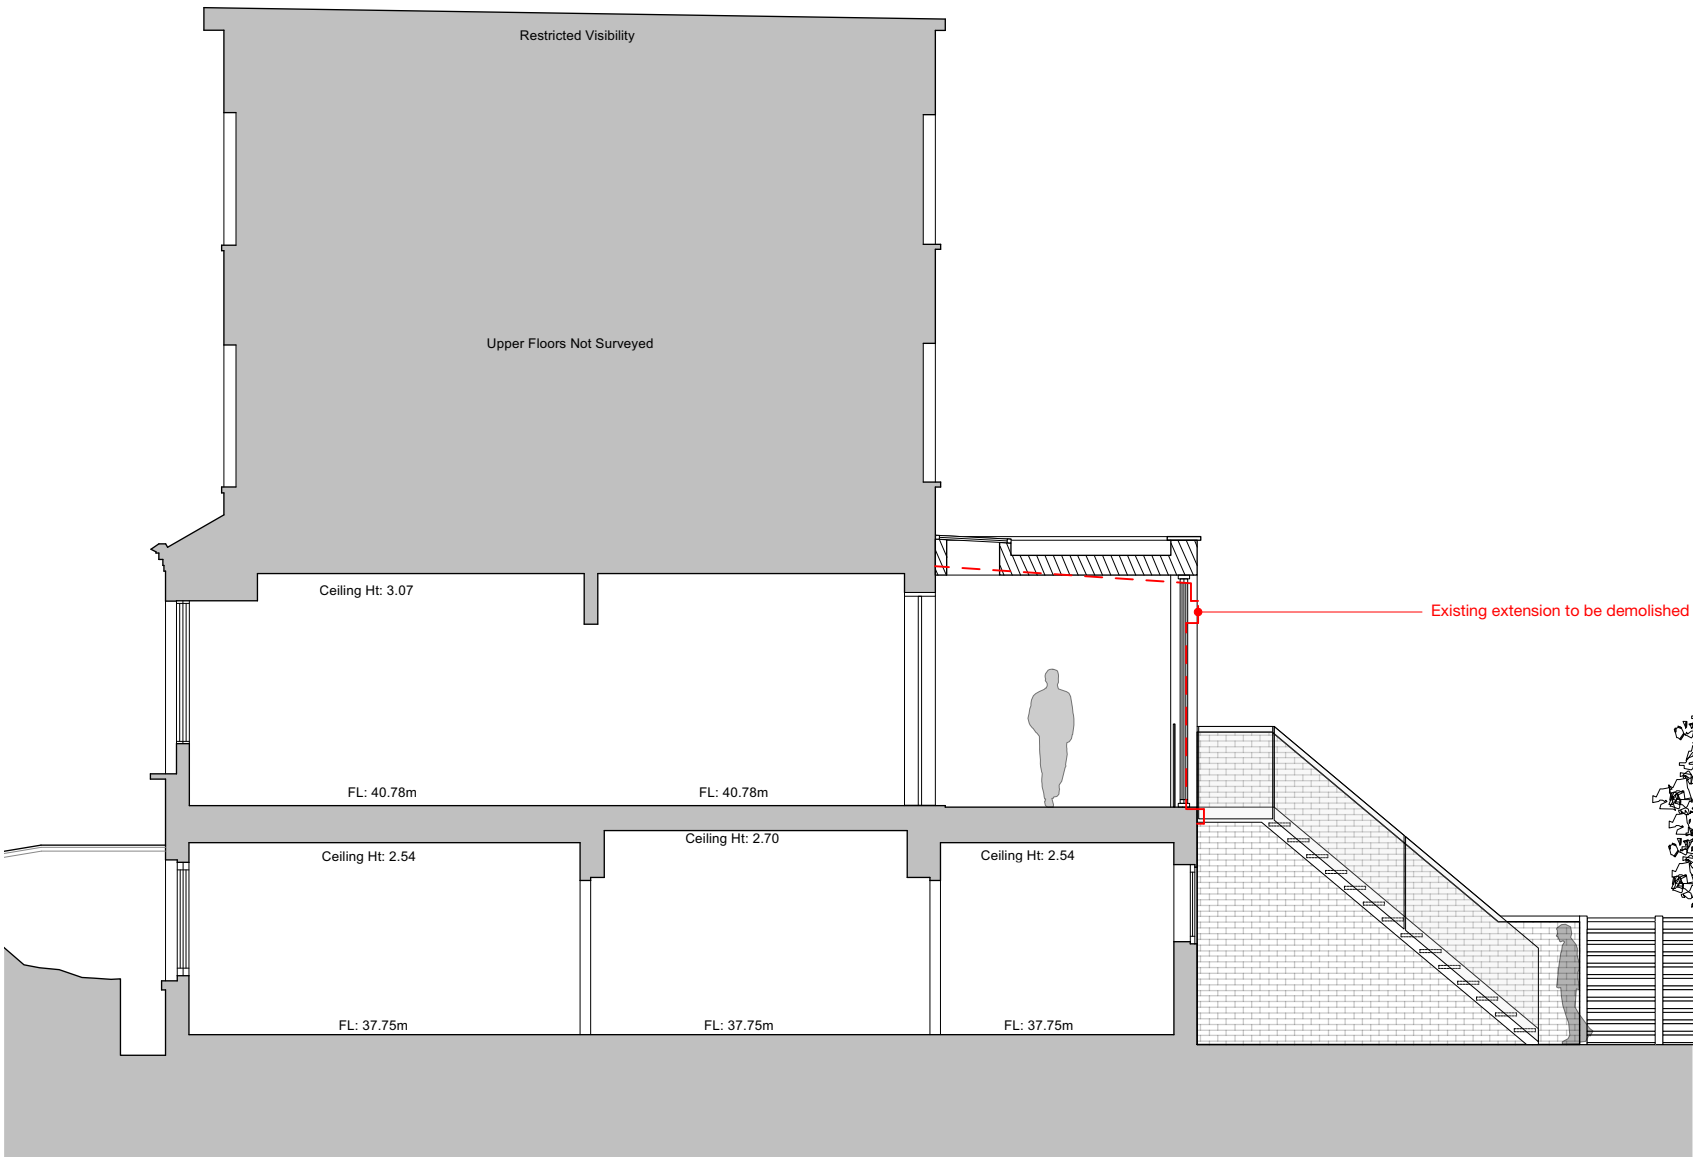 Restricted Visibility
Upper Floors Not Surveyed
Ceiling Ht: 3.07
Existing extension to be demolished
FL: 40.78m
FL: 40.78m
Ceiling Ht: 2.54
Ceiling Ht: 2.70
Ceiling Ht: 2.54
FL: 37.75m
FL: 37.75m
FL: 37.75m